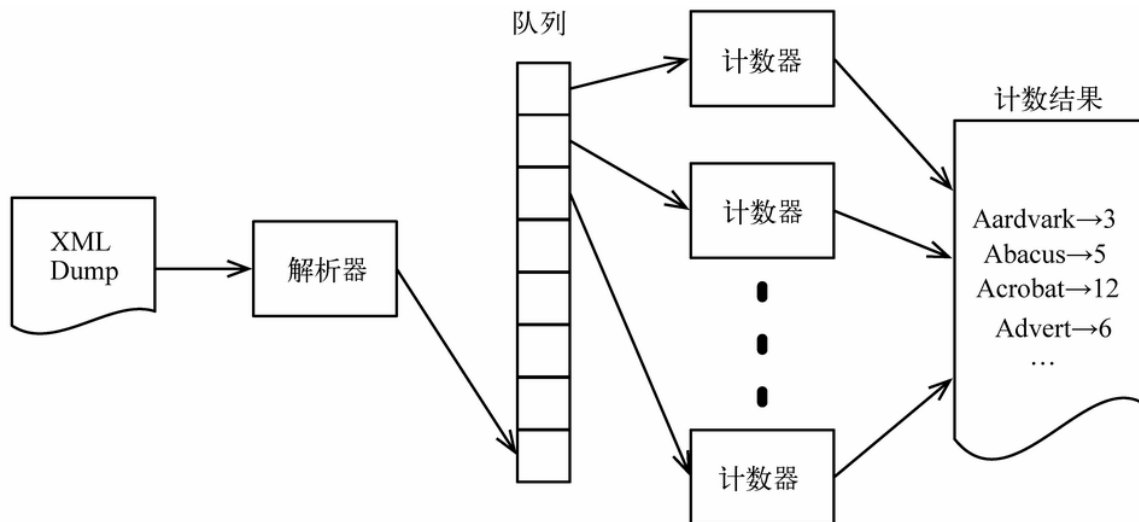 XML
Dump
解析器
队列
计数器
计数器
计数器
计数结果
Aardvark→3
Abacus→5
Acrobat→12
Advert→6
…